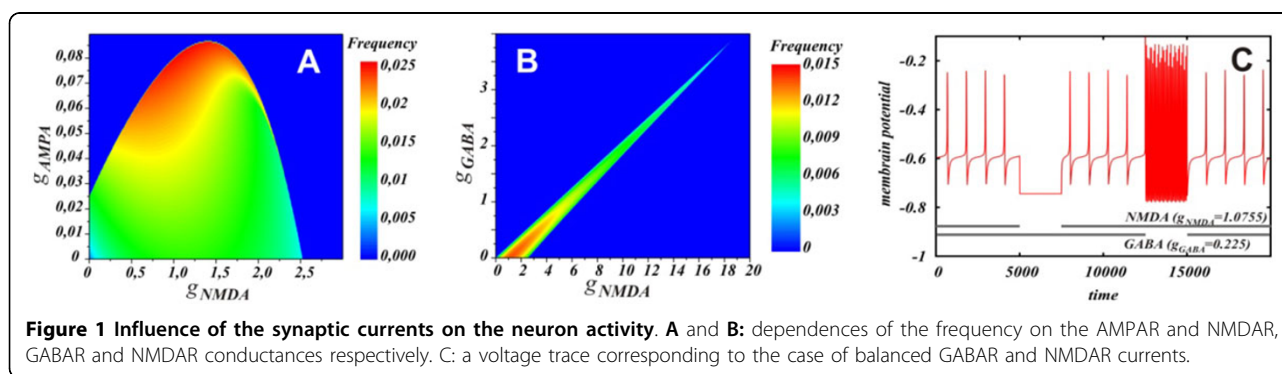 A
Frequency
0,08
0,07
0,06
0,05
0,04
0,03
0,02
0,01
0
g_AMPA
0 0,5 1,0 1,5 2,0 2,5
g_NMDA
0,025
0,02
0,015
0,01
0,005
0,000
B
Frequency
3
2
1
0
g_GABA
0 2 4 6 8 10 12 14 16 18 20
g_NMDA
0,015
0,012
0,009
0,006
0,003
0
C
membrain potential
-0.2
-0.4
-0.6
-0.8
-1
NMDA (g_NMDA=1.0755)
GABA (g_GABA=0.225)
0 5000 10000 15000
time
Figure 1 Influence of the synaptic currents on the neuron activity. A and B: dependences of the frequency on the AMPAR and NMDAR,
GABAR and NMDAR conductances respectively. C: a voltage trace corresponding to the case of balanced GABAR and NMDAR currents.